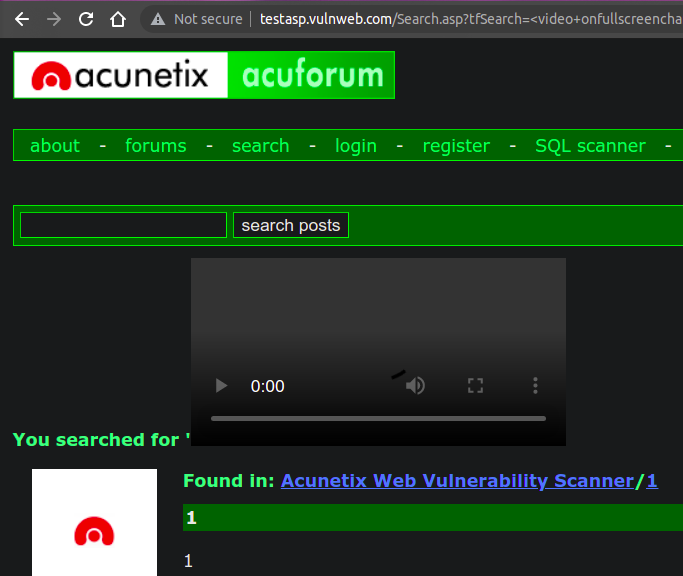 Not secure | testasp.vulnweb.com/Search.asp?tfSearch=<video+onfullscreencha
acunetix acuforum
about - forums - search - login - register - SQL scanner -
search posts
0:00
You searched for '
Found in: Acunetix Web Vulnerability Scanner/1
1
1